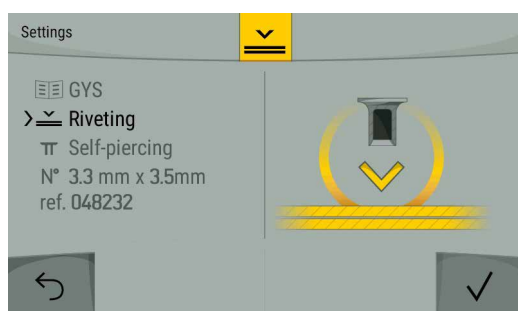 Settings
GYS
Riveting
Self-piercing
N° 3.3 mm x 3.5mm
ref. 048232